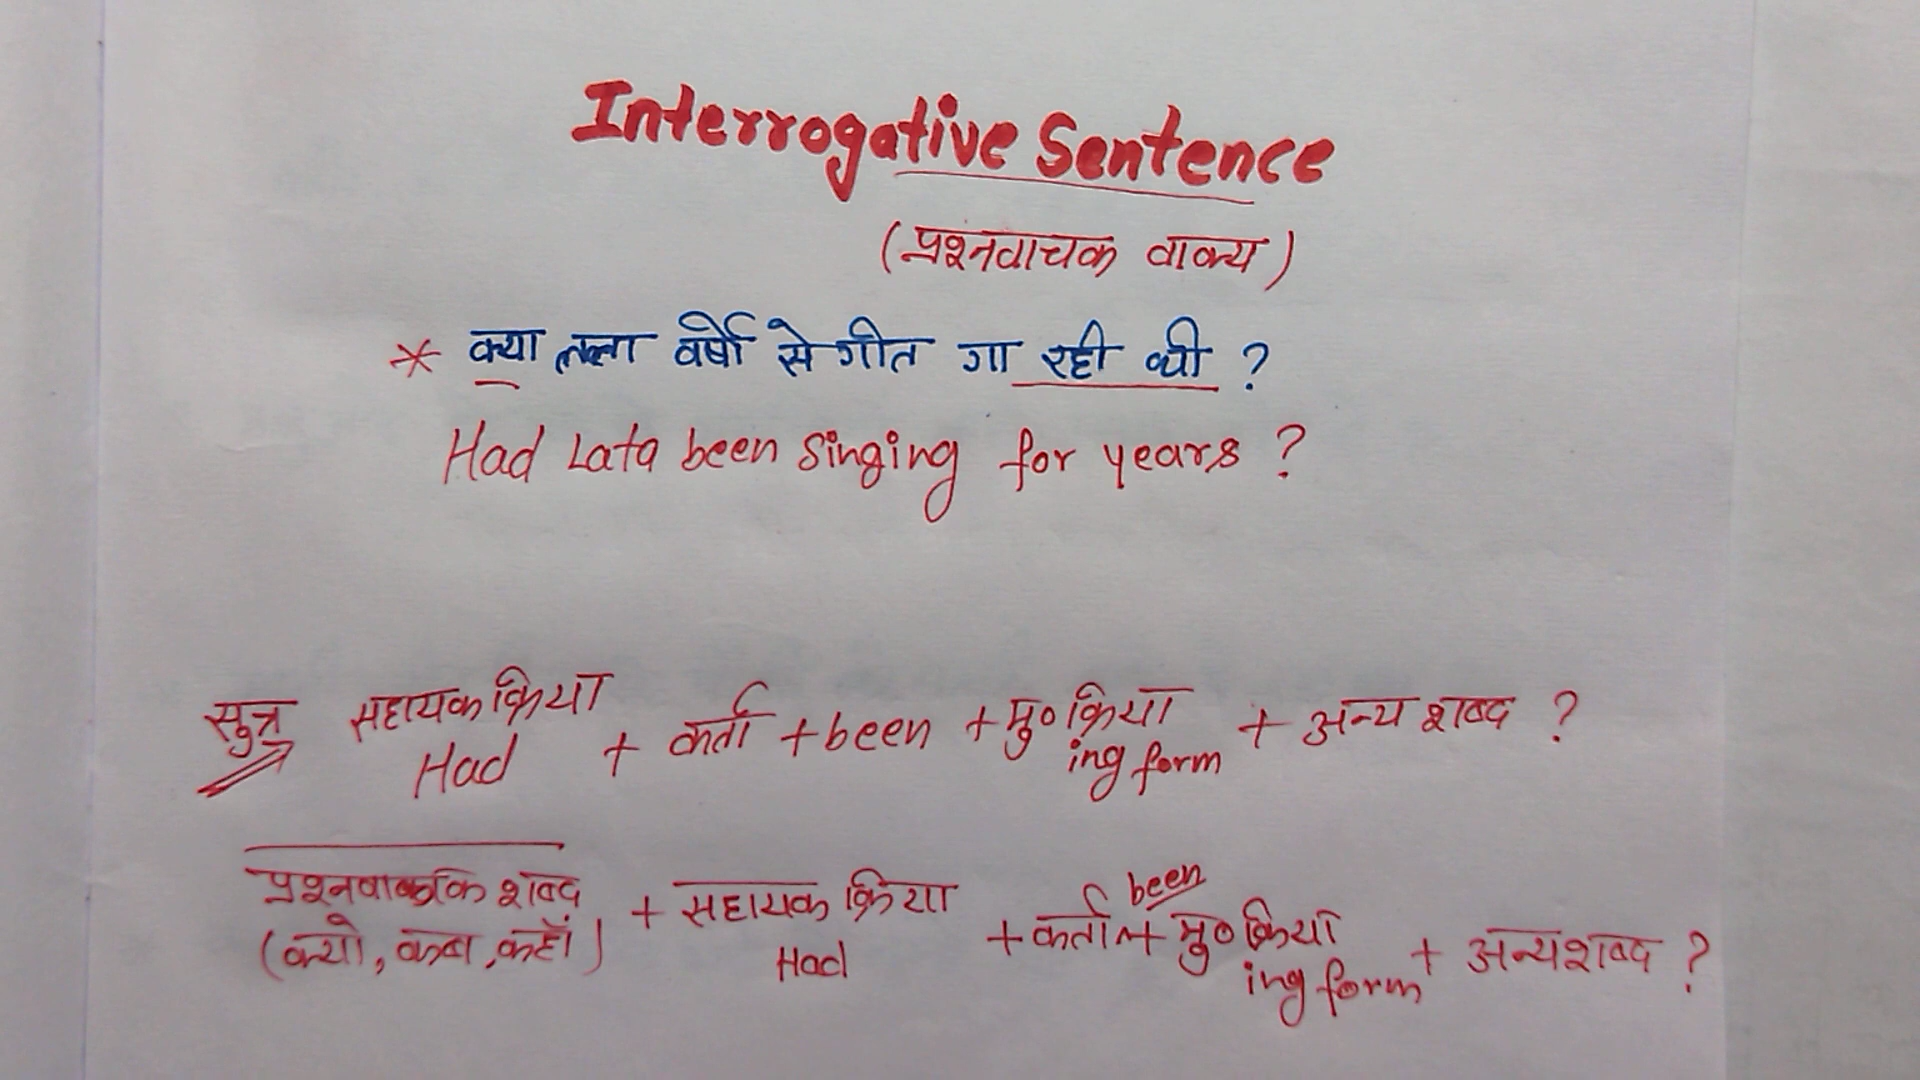 Interrogative Sentence
(प्रश्नवाचक वाक्य)
* क्या लता वर्षो से गीत गा रही थी ?
Had Lata been singing for years ?
सुत्र सहायक क्रिया + कर्ता + been + मु० क्रिया + अन्य शब्द ?
Had ing form
प्रश्नवाचक शब्द + सहायक क्रिया + कर्ता been + मु० क्रिया + अन्य शब्द ?
(क्यो, कब, कहाँ) Had ing form